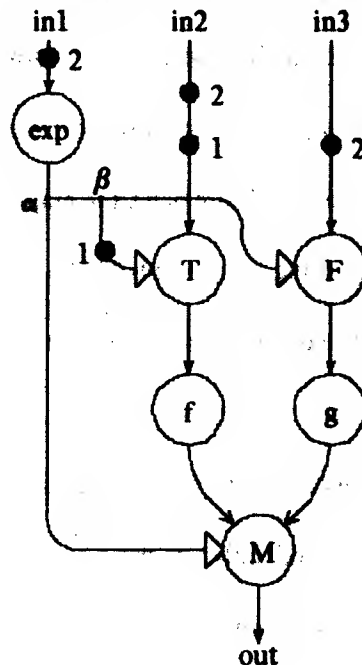 in1 in2 in3
2
2
exp
1 2
α β
1
T F
f g
M
out